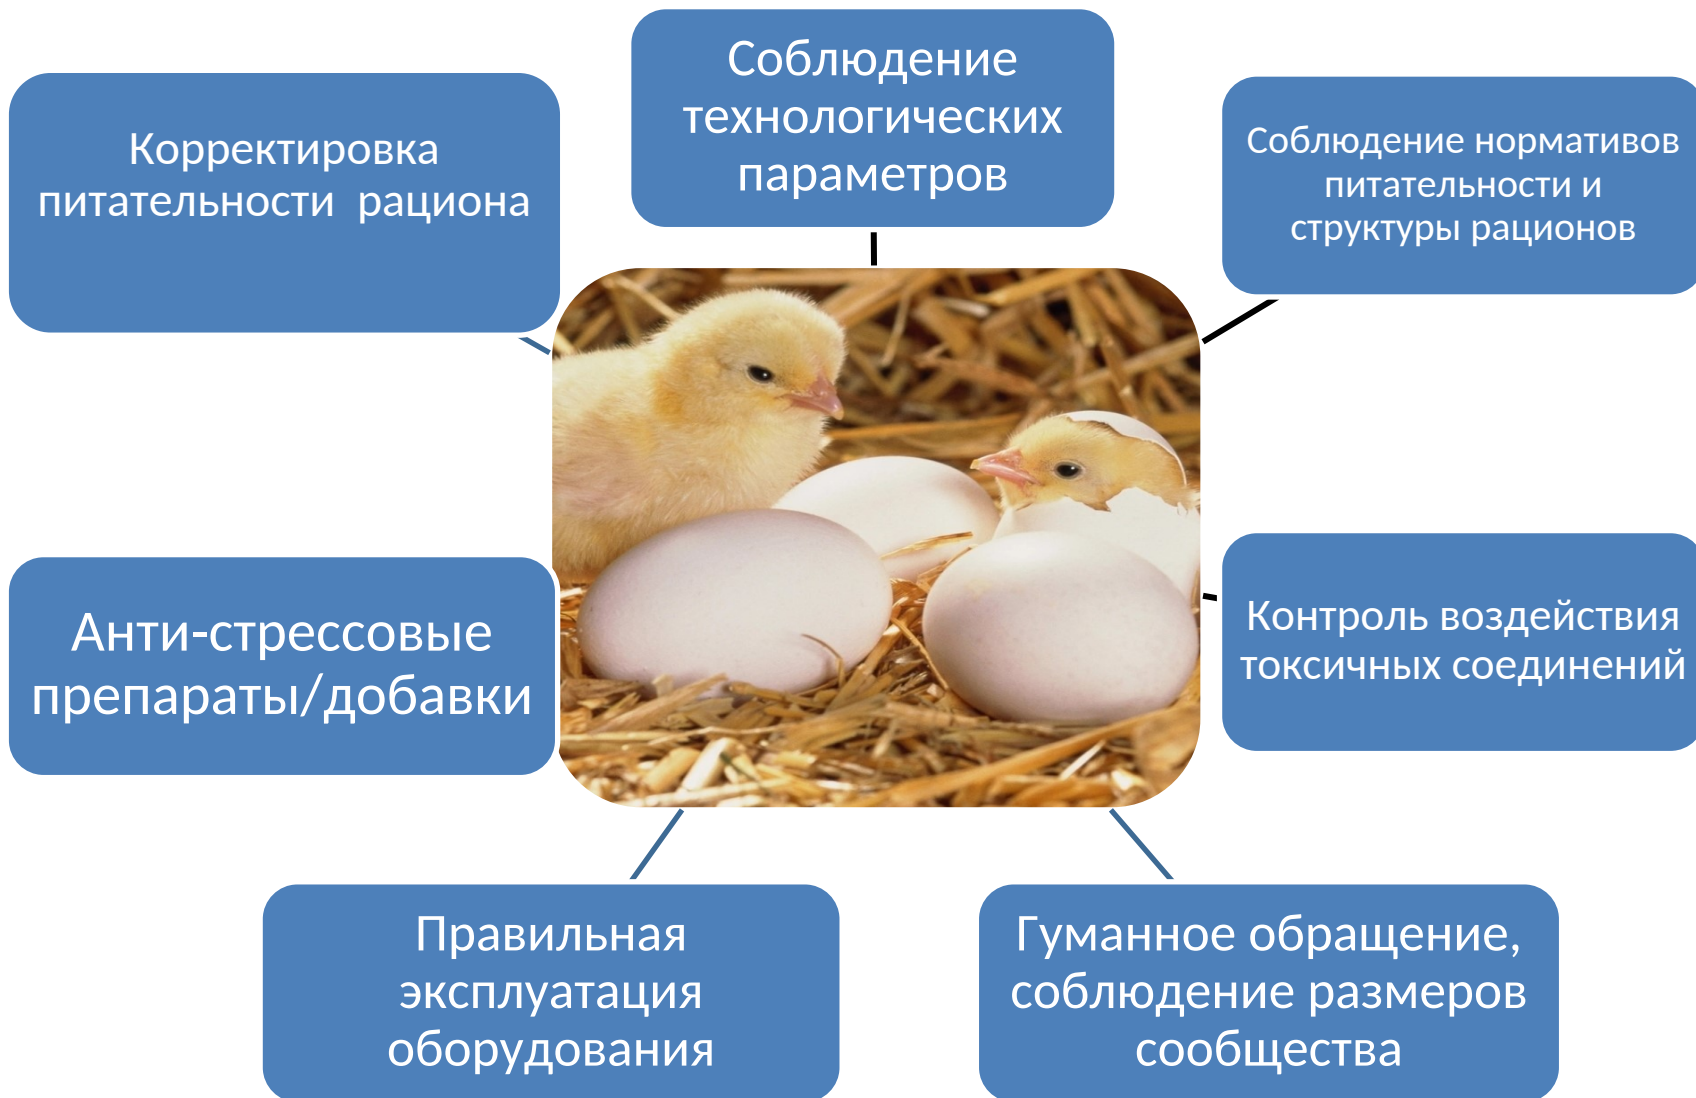 Соблюдение
технологических
параметров
Корректировка
питательности  рациона
Соблюдение нормативов
питательности и
структуры рационов
Анти-стрессовые
препараты/добавки
Контроль воздействия
токсичных соединений
Правильная
эксплуатация
оборудования
Гуманное обращение,
соблюдение размеров
сообщества